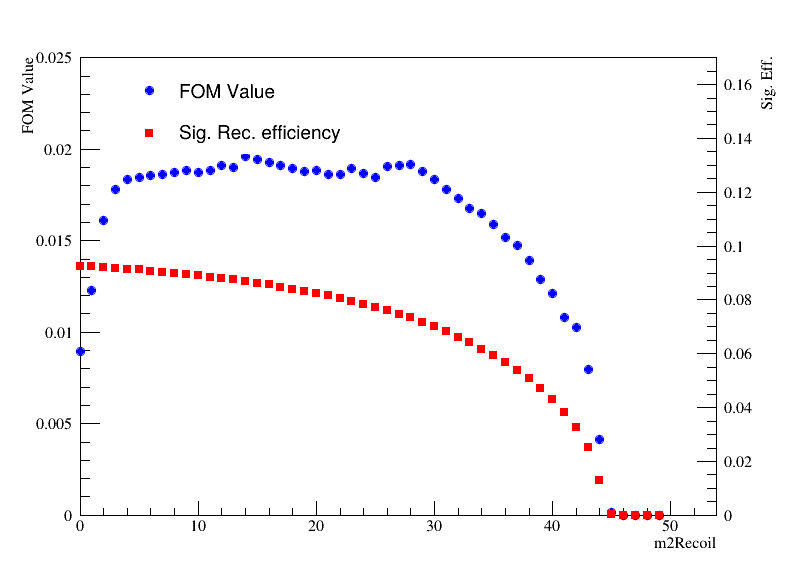 FOM Value
Sig. Eff.
0.025
0.02
0.015
0.01
0.005
0
0.16
0.14
0.12
0.1
0.08
0.06
0.04
0.02
0
FOM Value
Sig. Rec. efficiency
0 10 20 30 40 50
m2Recoil